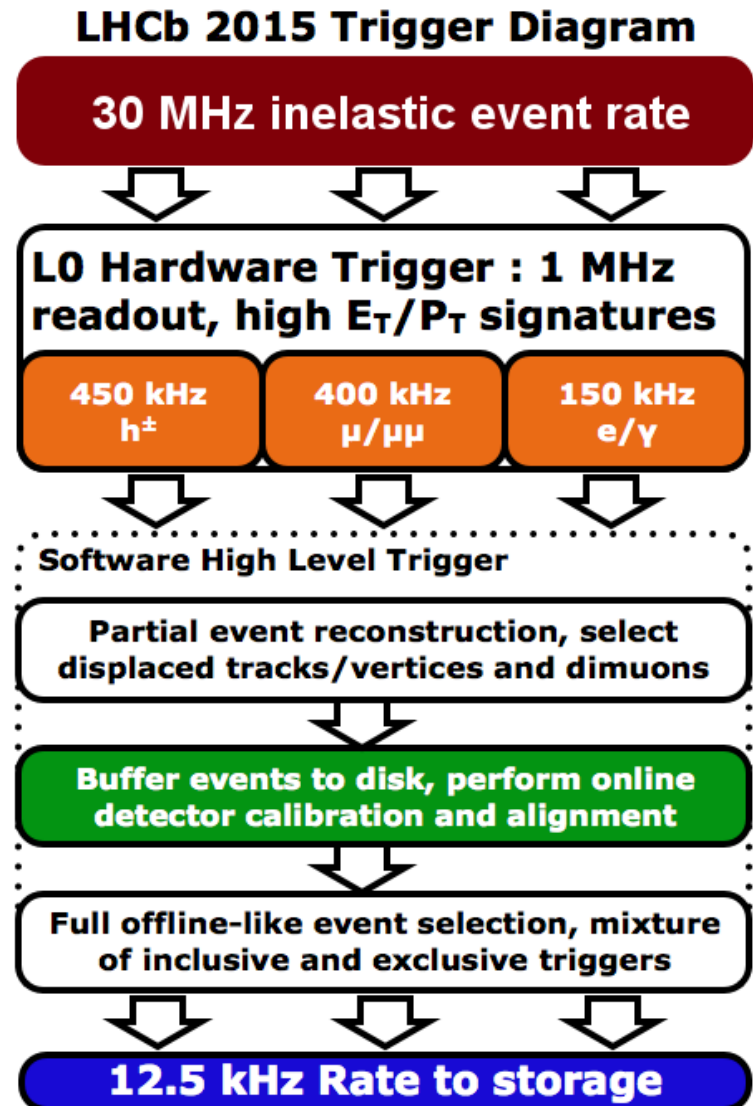 LHCb 2015 Trigger Diagram
30 MHz inelastic event rate
L0 Hardware Trigger : 1 MHz
readout, high E_T/P_T signatures
450 kHz
h±
400 kHz
μ/μμ
150 kHz
e/γ
Software High Level Trigger
Partial event reconstruction, select
displaced tracks/vertices and dimuons
Buffer events to disk, perform online
detector calibration and alignment
Full offline-like event selection, mixture
of inclusive and exclusive triggers
12.5 kHz Rate to storage